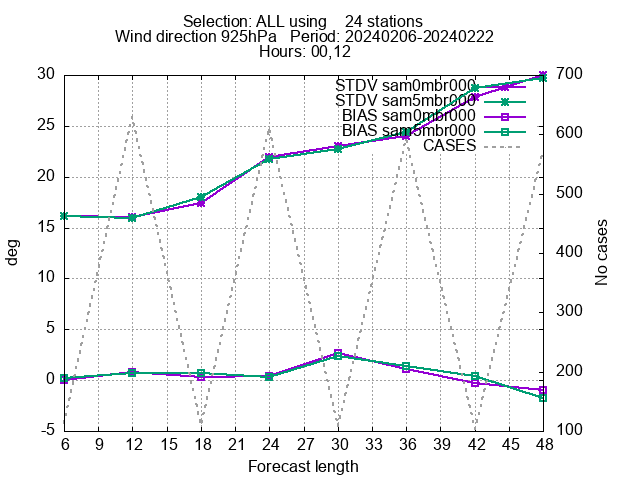 Selection: ALL using 24 stations
Wind direction 925hPa Period: 20240206-20240222
Hours: 00,12
STDV sam0mbr000
STDV sam5mbr000
BIAS sam0mbr000
BIAS sam5mbr000
CASES
30
25
20
15
10
5
0
-5
deg
700
600
500
400
300
200
100
No cases
6 9 12 15 18 21 24 27 30 33 36 39 42 45 48
Forecast length